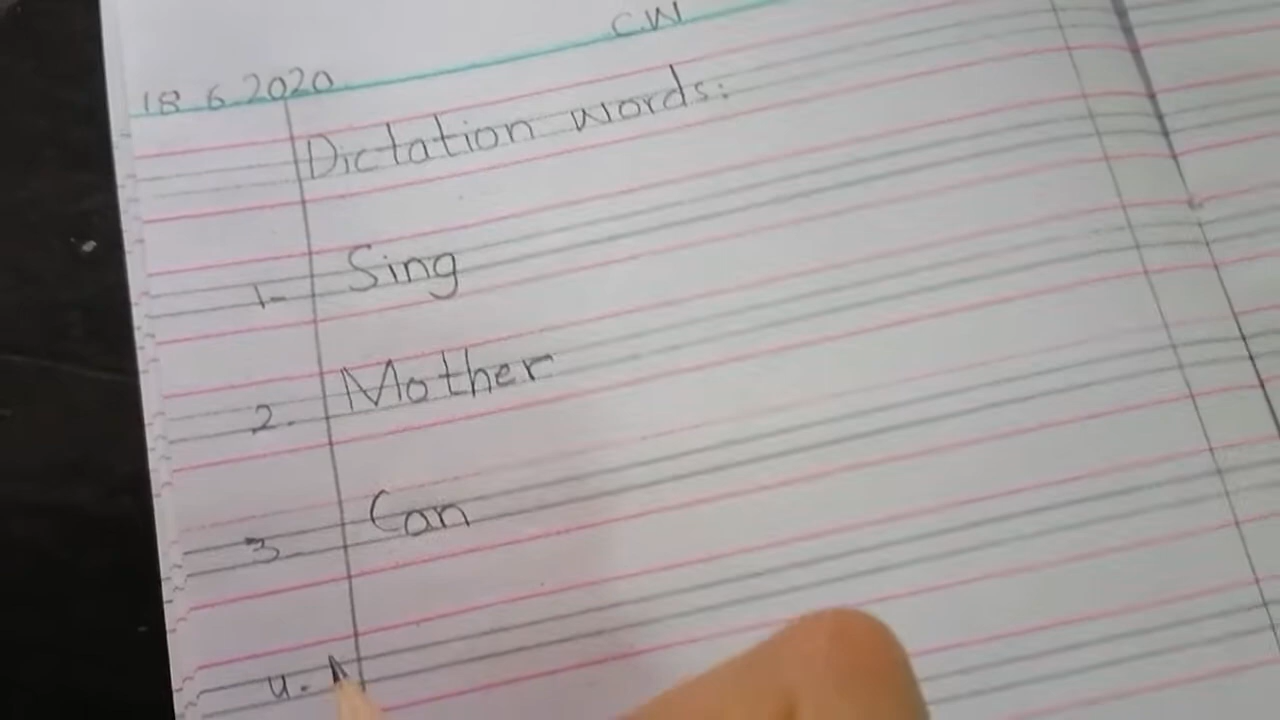 C.W
18.6.2020
Dictation words:
1- Sing
2. Mother
3 Can
4.